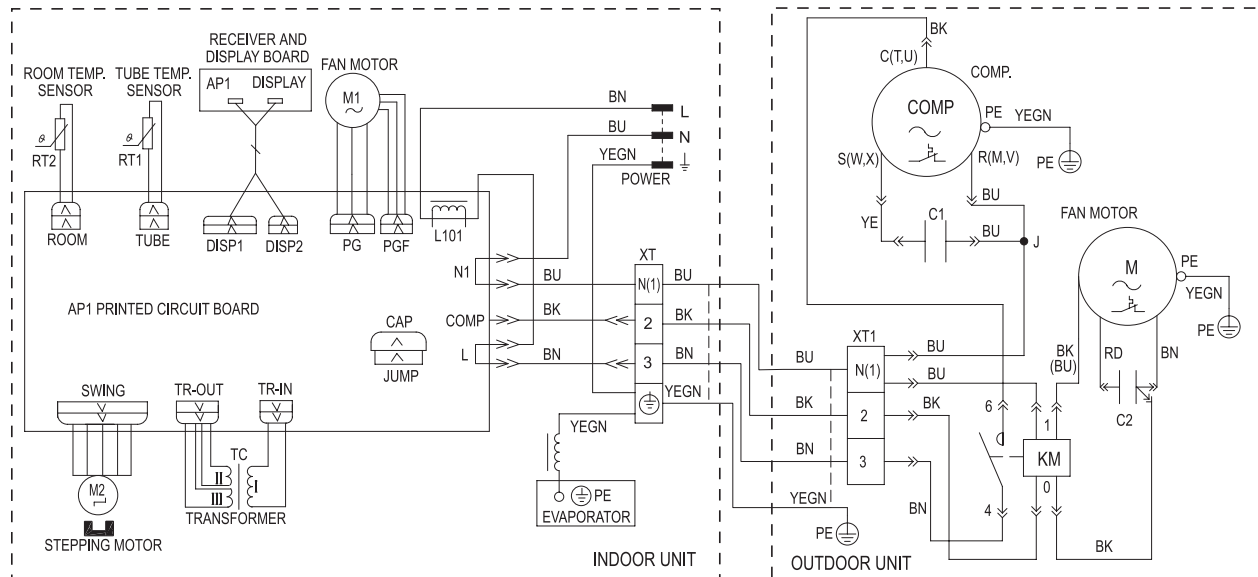 RECEIVER AND
DISPLAY BOARD
AP1 DISPLAY
ROOM TEMP.
SENSOR
TUBE TEMP.
SENSOR
FAN MOTOR
M1
θ
RT2
θ
RT1
ROOM
TUBE
DISP1
DISP2
PG
PGF
L101
BN
L
BU
N
YEGN
POWER
N1
BU
COMP
BK
L
BN
AP1 PRINTED CIRCUIT BOARD
CAP
JUMP
SWING
TR-OUT
TR-IN
M2
STEPPING MOTOR
TC
II
III
I
TRANSFORMER
XT
N(1)
2
3
BU
BK
BN
YEGN
YEGN
PE
EVAPORATOR
INDOOR UNIT
BK
C(T,U)
COMP.
COMP
PE
YEGN
PE
S(W,X)
R(M,V)
BU
YE
C1
BU
J
FAN MOTOR
M
PE
YEGN
PE
BK
(BU)
RD
BN
C2
XT1
N(1)
2
3
BU
BK
BN
YEGN
PE
BU
BU
BK
BN
6
4
1
KM
0
BK
OUTDOOR UNIT